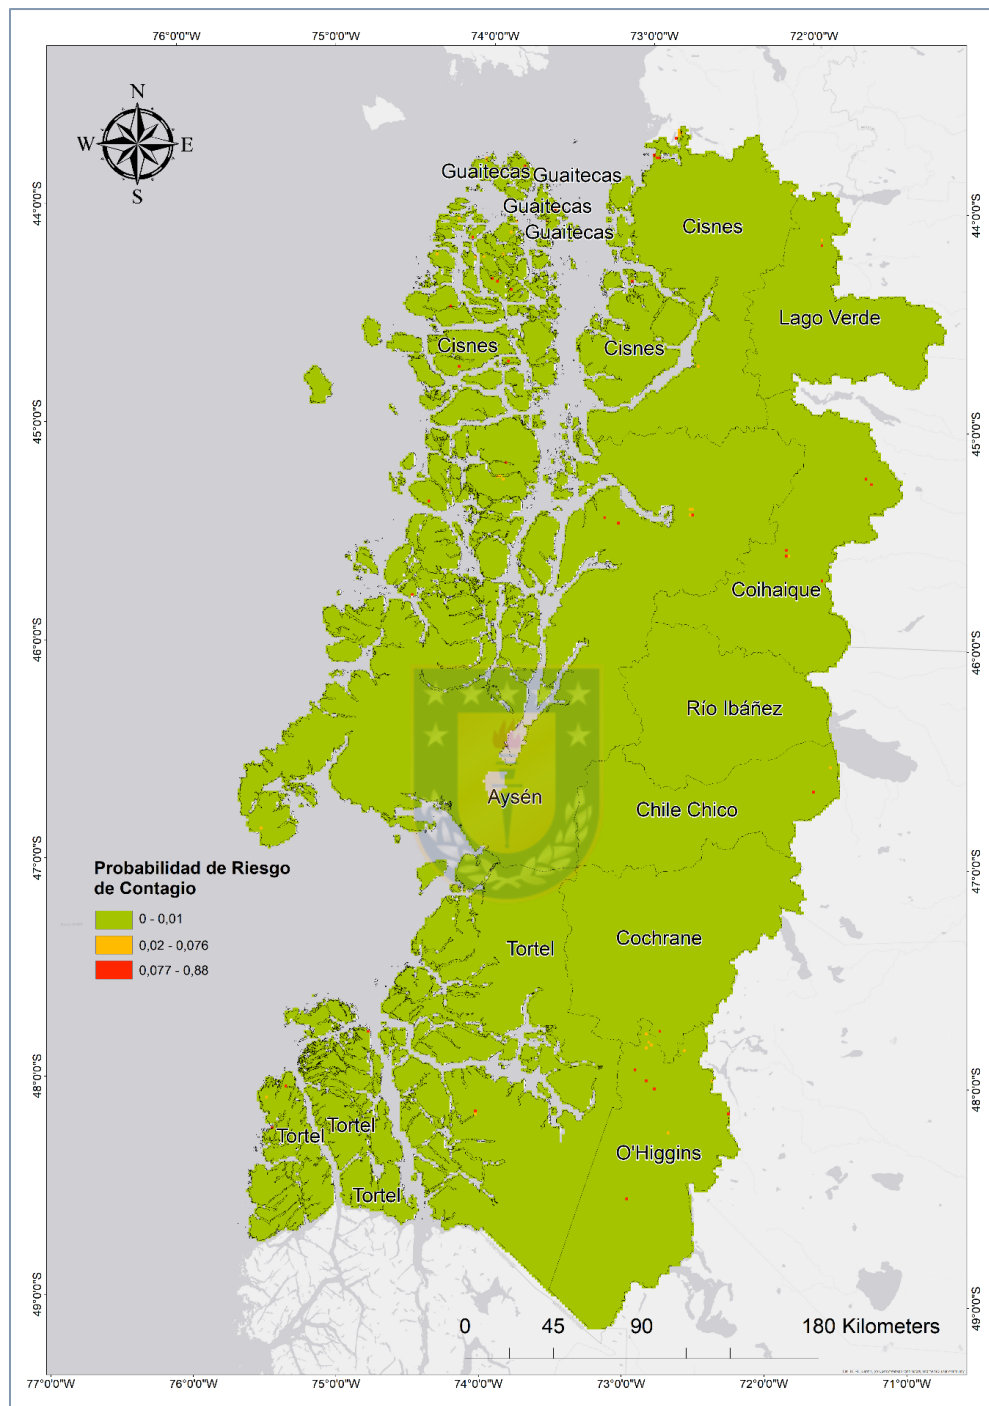 76°0'0"W 75°0'0"W 74°0'0"W 73°0'0"W 72°0'0"W
N
W E
S
44°0'0"S
44°0'0"S
45°0'0"S
45°0'0"S
46°0'0"S
46°0'0"S
47°0'0"S
47°0'0"S
48°0'0"S
48°0'0"S
49°0'0"S
49°0'0"S
Guaitecas
Guaitecas
Guaitecas
Guaitecas
Cisnes
Lago Verde
Cisnes
Cisnes
Coihaique
Río Ibáñez
Aysén
Chile Chico
Probabilidad de Riesgo
de Contagio
0 - 0,01
0,02 - 0,076
0,077 - 0,88
Cochrane
Tortel
Tortel
Tortel
O'Higgins
Tortel
0 45 90 180 Kilometers
77°0'0"W 76°0'0"W 75°0'0"W 74°0'0"W 73°0'0"W 72°0'0"W 71°0'0"W